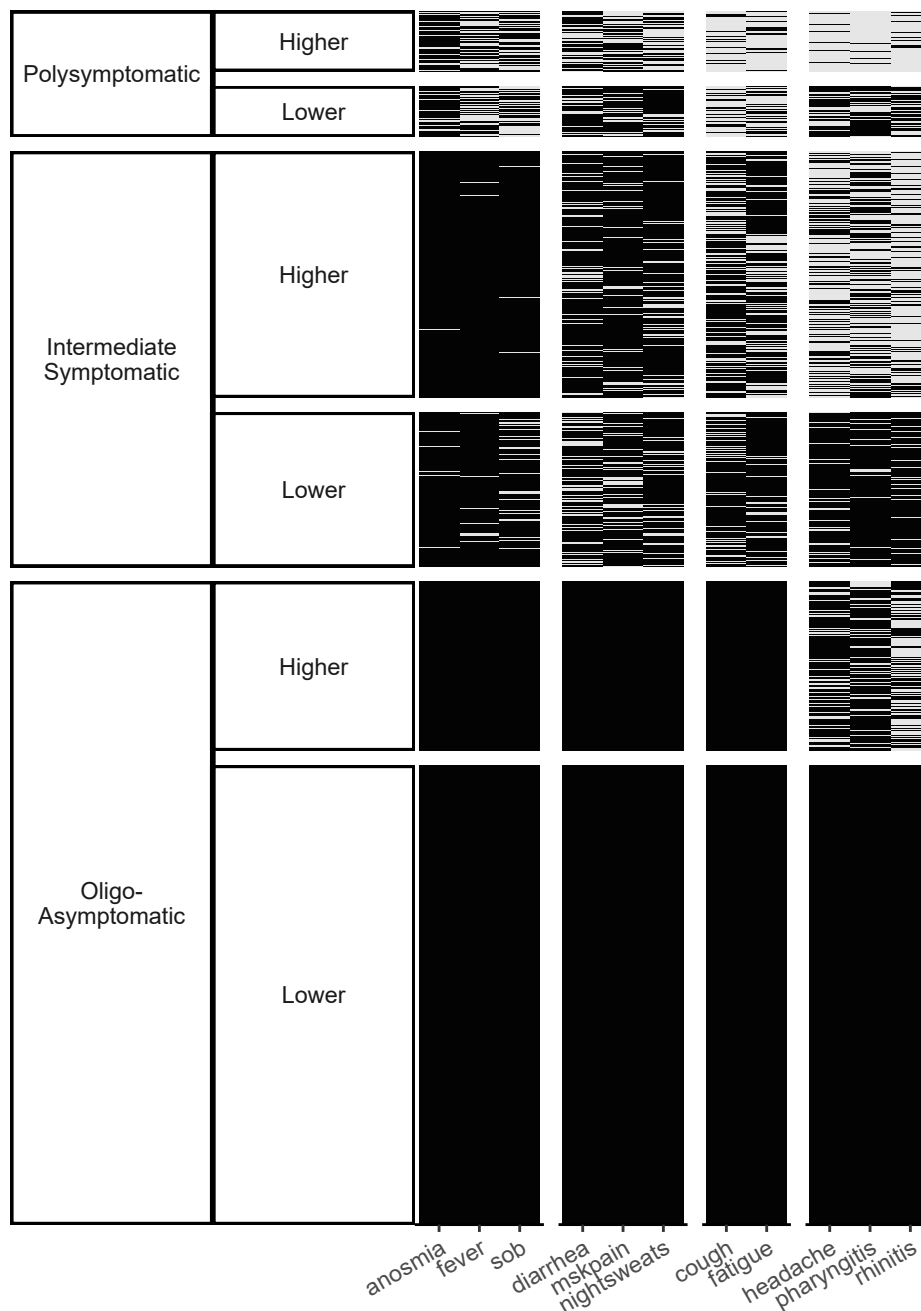 Polysymptomatic
Higher
Lower
Intermediate
Symptomatic
Higher
Lower
Oligo-
Asymptomatic
Higher
Lower
anosmia
fever
sob
diarrhea
mskpain
nightsweats
cough
fatigue
headache
pharyngitis
rhinitis